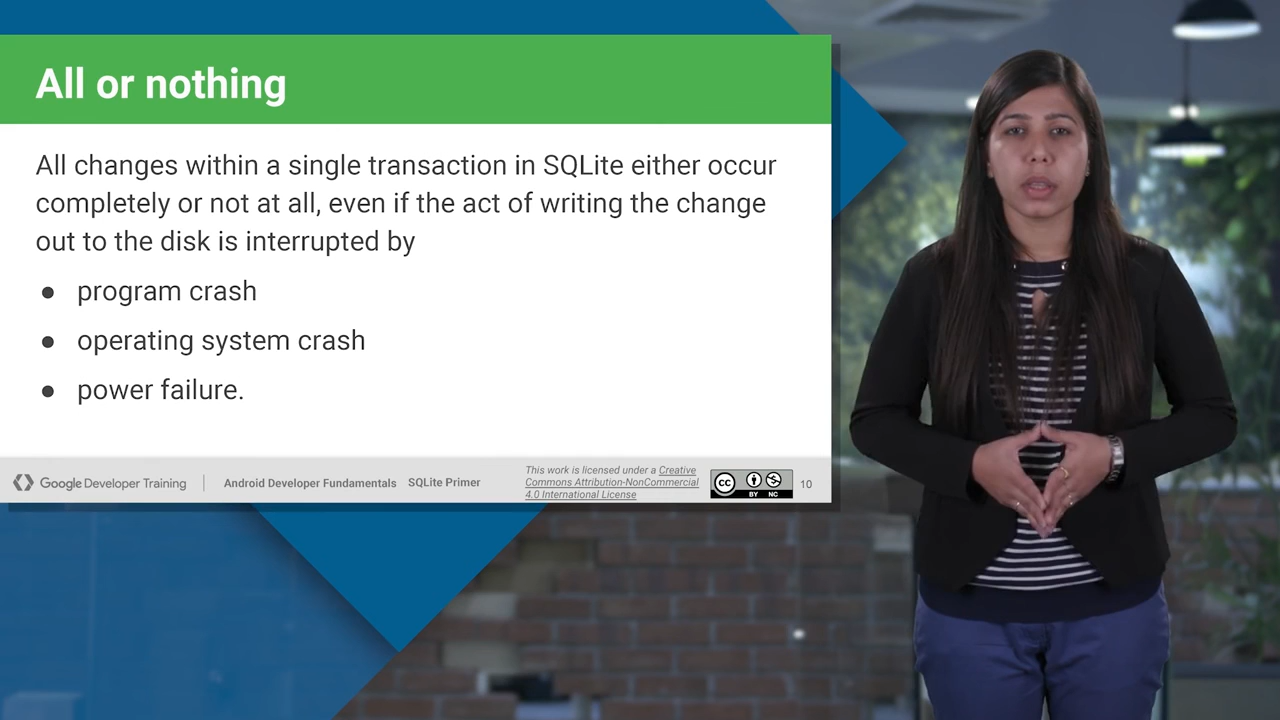 All or nothing
All changes within a single transaction in SQLite either occur
completely or not at all, even if the act of writing the change
out to the disk is interrupted by
● program crash
● operating system crash
● power failure.
Google Developer Training
Android Developer Fundamentals
SQLite Primer
This work is licensed under a Creative
Commons Attribution-NonCommercial
4.0 International License
cc
BY NC
10